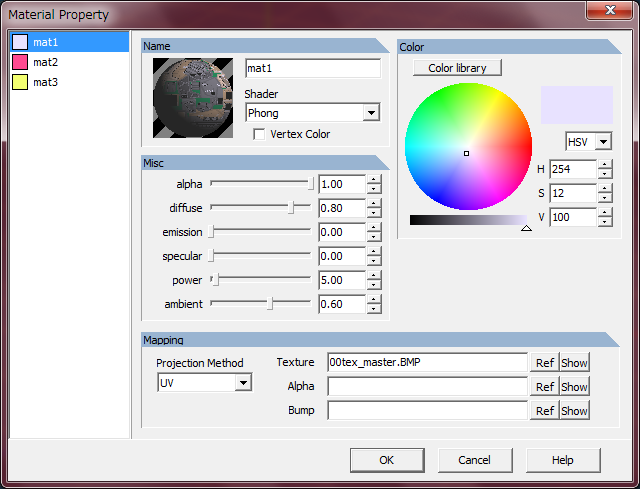 Material Property
mat1
mat2
mat3
Name
mat1
Shader
Phong
Vertex Color
Misc
alpha 1.00
diffuse 0.80
emission 0.00
specular 0.00
power 5.00
ambient 0.60
Color
Color library
HSV
H 254
S 12
V 100
Mapping
Projection Method
UV
Texture 00tex_master.BMP Ref Show
Alpha Ref Show
Bump Ref Show
OK Cancel Help